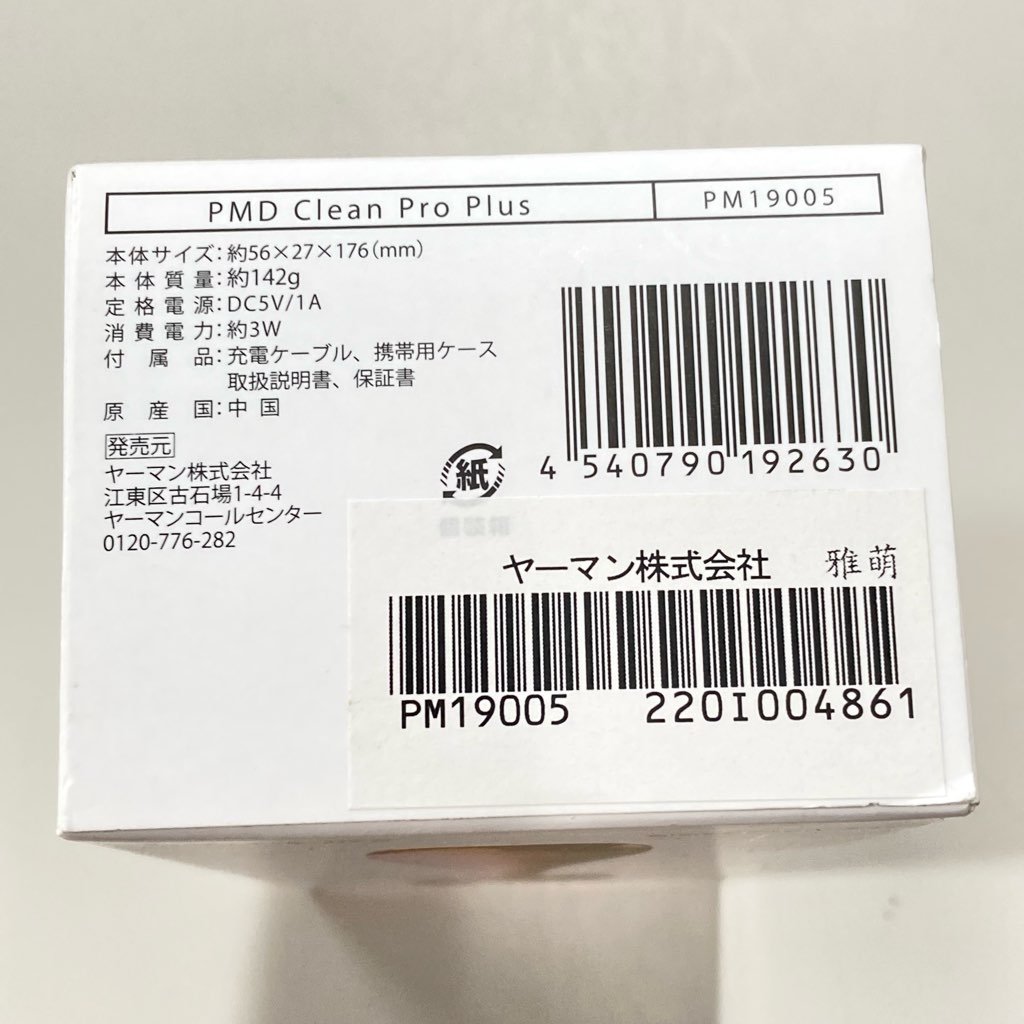 PMD Clean Pro Plus PM19005
本体サイズ：約56×27×176（mm）
本体質量：約142g
定格電源：DC5V/1A
消費電力：約3W
付属品：充電ケーブル、携帯用ケース
取扱説明書、保証書
原産国：中国
発売元
ヤーマン株式会社
江東区古石場1-4-4
ヤーマンコールセンター
0120-776-282
紙
4 540790 192630
ヤーマン株式会社 雅萌
PM19005 220I004861